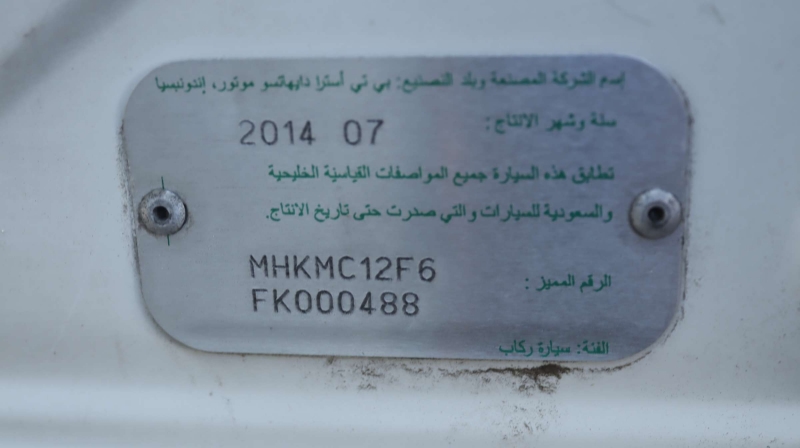 إسم الشركة المصنعة وبلد التصنيع: بي تي أسترا دايهاتسو موتور، إندونيسيا
سنة وشهر الانتاج: 2014 07
تطابق هذه السيارة جميع المواصفات القياسية الخليجية
والسعودية للسيارات والتي صدرت حتى تاريخ الانتاج.
الرقم المميز: MHKMC12F6
FK000488
الفئة: سيارة ركاب